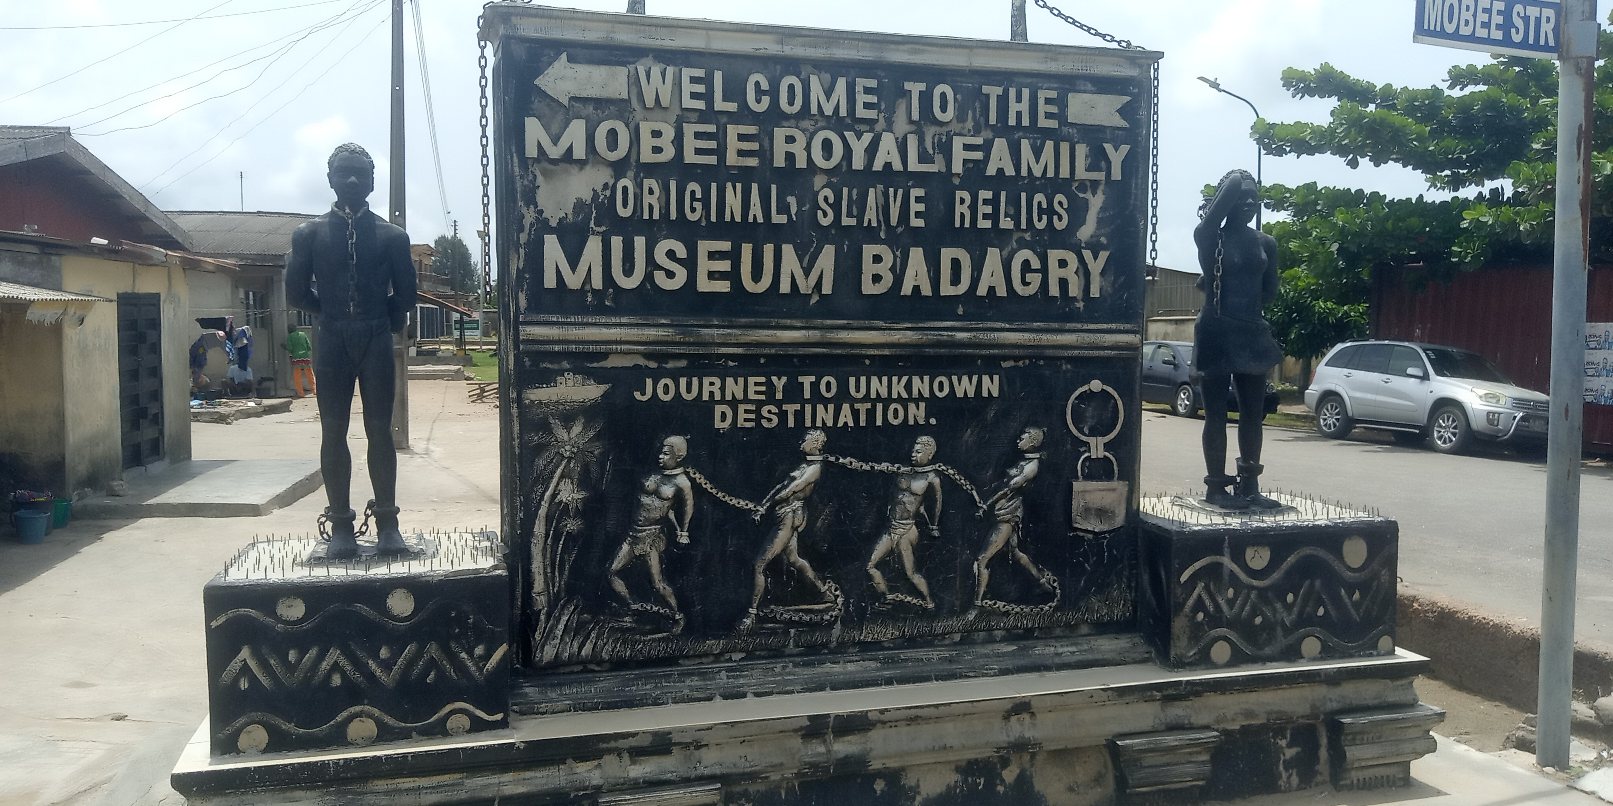 MOBEE STR
WELCOME TO THE
MOBEE ROYAL FAMILY
ORIGINAL SLAVE RELICS
MUSEUM BADAGRY
JOURNEY TO UNKNOWN
DESTINATION.